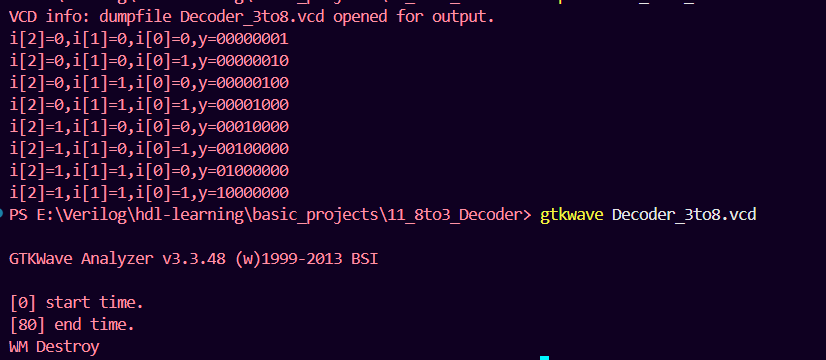 VCD info: dumpfile Decoder_3to8.vcd opened for output.
i[2]=0,i[1]=0,i[0]=0,y=00000001
i[2]=0,i[1]=0,i[0]=1,y=00000010
i[2]=0,i[1]=1,i[0]=0,y=00000100
i[2]=0,i[1]=1,i[0]=1,y=00001000
i[2]=1,i[1]=0,i[0]=0,y=00010000
i[2]=1,i[1]=0,i[0]=1,y=00100000
i[2]=1,i[1]=1,i[0]=0,y=01000000
i[2]=1,i[1]=1,i[0]=1,y=10000000
PS E:\Verilog\hdl-learning\basic_projects\11_8to3_Decoder> gtkwave Decoder_3to8.vcd
GTKWave Analyzer v3.3.48 (w)1999-2013 BSI
[0] start time.
[80] end time.
WM Destroy